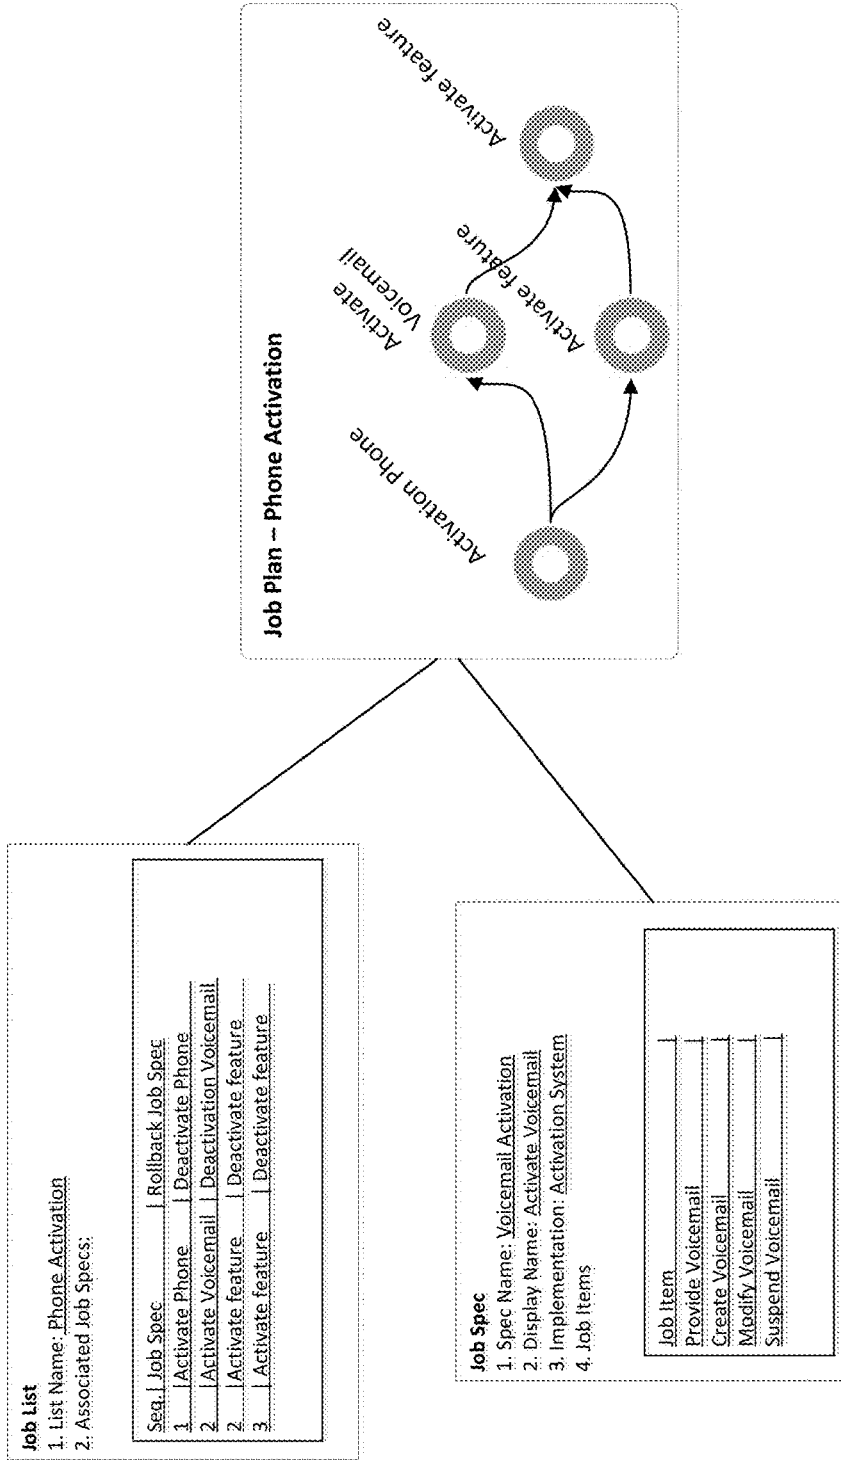 Job List
1. List Name: Phone Activation
2. Associated Job Specs:
Seq. | Job Spec | Rollback Job Spec
1 | Activate Phone | Deactivate Phone
2 | Activate Voicemail | Deactivation Voicemail
2 | Activate feature | Deactivate feature
3 | Activate feature | Deactivate feature
Job Spec
1. Spec Name: Voicemail Activation
2. Display Name: Activate Voicemail
3. Implementation: Activation System
4. Job Items
Job Item
Provide Voicemail
Create Voicemail
Modify Voicemail
Suspend Voicemail
Job Plan – Phone Activation
Activation Phone
Activate
Voicemail
Activate feature
Activate feature